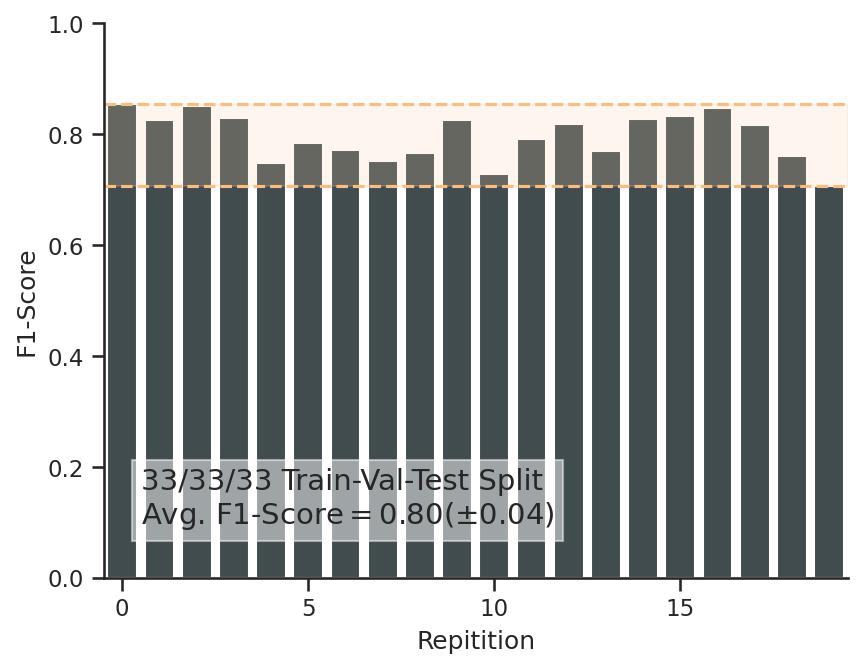 1.0
0.8
0.6
0.4
0.2
0.0
F1-Score
33/33/33 Train-Val-Test Split
Avg. F1-Score = 0.80(±0.04)
0 5 10 15
Repitition